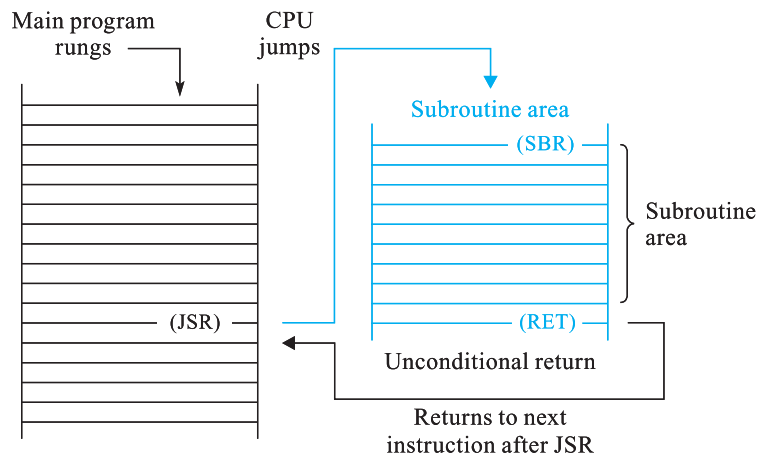 Main program
rungs
CPU
jumps
Subroutine area
(SBR)
Subroutine
area
(JSR)
(RET)
Unconditional return
Returns to next
instruction after JSR